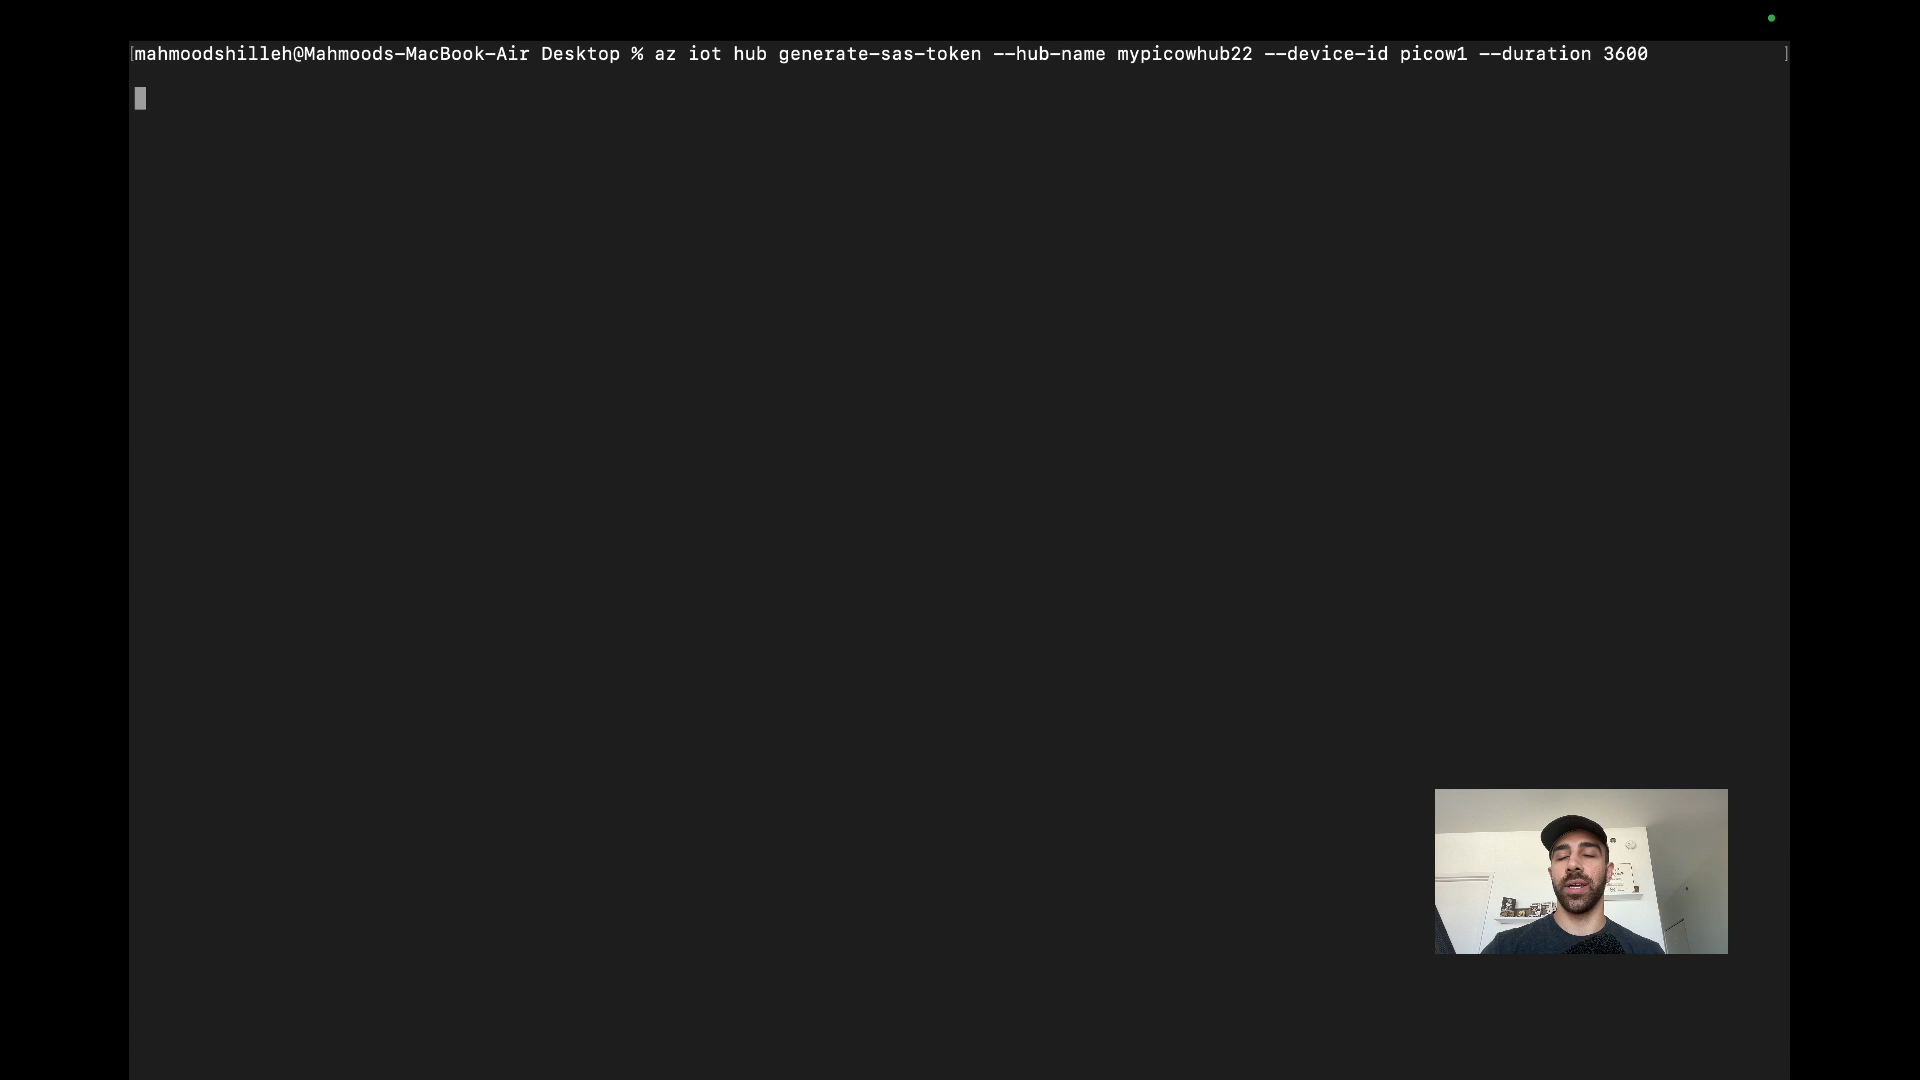 mahmoodshilleh@Mahmoods-MacBook-Air Desktop % az iot hub generate-sas-token --hub-name mypicowhub22 --device-id picow1 --duration 3600